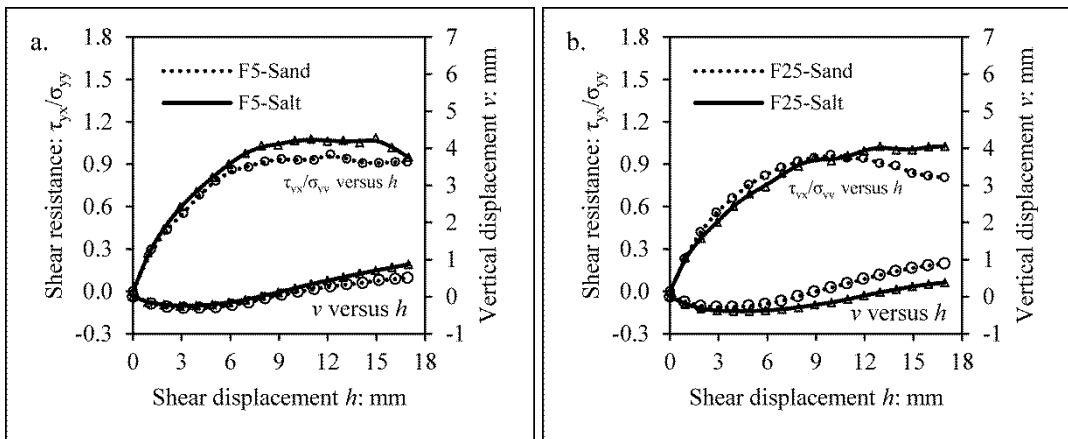 a.
F5-Sand
F5-Salt
τyx/σyy versus h
v versus h
1.8
1.5
1.2
0.9
0.6
0.3
0.0
-0.3
Shear resistance: τyx/σyy
7
6
5
4
3
2
1
0
-1
Vertical displacement v: mm
0 3 6 9 12 15 18
Shear displacement h: mm
b.
F25-Sand
F25-Salt
τyx/σyy versus h
v versus h
1.8
1.5
1.2
0.9
0.6
0.3
0.0
-0.3
Shear resistance: τyx/σyy
7
6
5
4
3
2
1
0
-1
Vertical displacement v: mm
0 3 6 9 12 15 18
Shear displacement h: mm